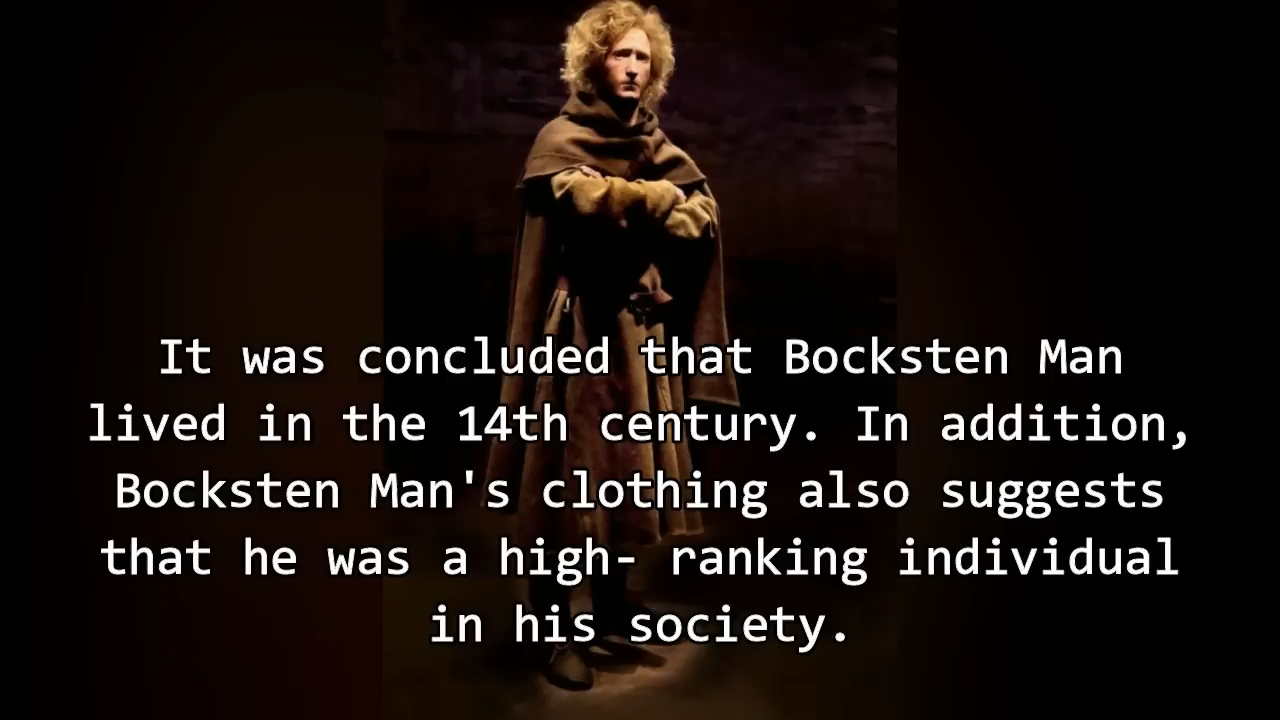 It was concluded that Bocksten Man
lived in the 14th century. In addition,
Bocksten Man's clothing also suggests
that he was a high- ranking individual
in his society.